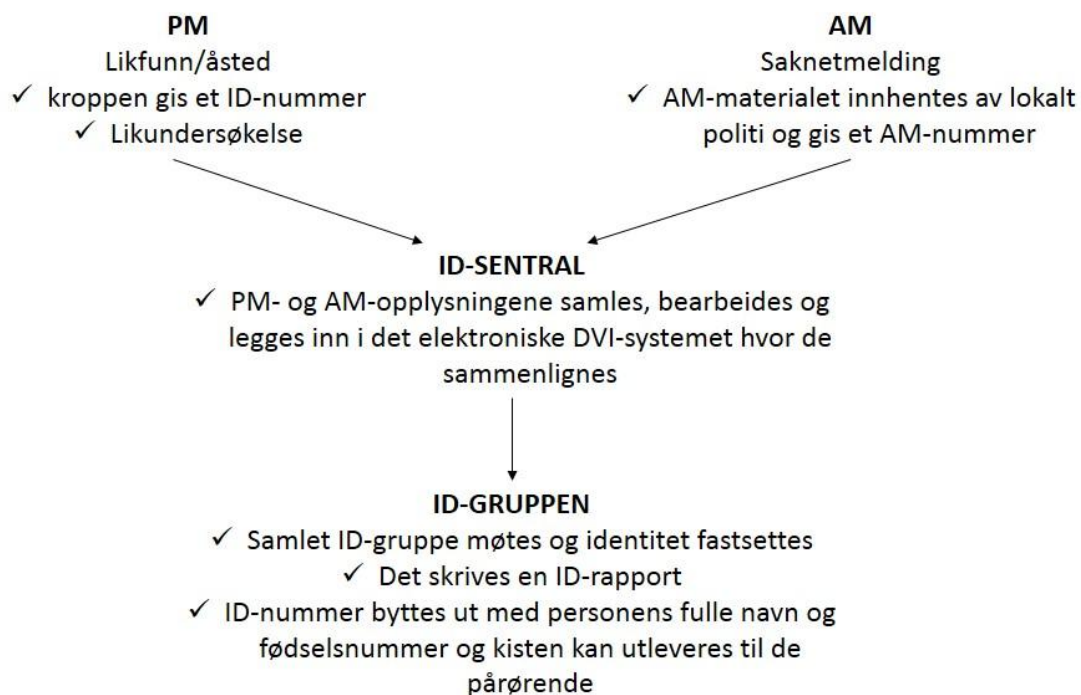 PM
Likfunn/åsted
✓ kroppen gis et ID-nummer
✓ Likundersøkelse
AM
Saknetmelding
✓ AM-materialet innhentes av lokalt
politi og gis et AM-nummer
ID-SENTRAL
✓ PM- og AM-opplysningene samles, bearbeides og
legges inn i det elektroniske DVI-systemet hvor de
sammenlignes
ID-GRUPPEN
✓ Samlet ID-gruppe møtes og identitet fastsettes
✓ Det skrives en ID-rapport
✓ ID-nummer byttes ut med personens fulle navn og
fødselsnummer og kisten kan utleveres til de
pårørende